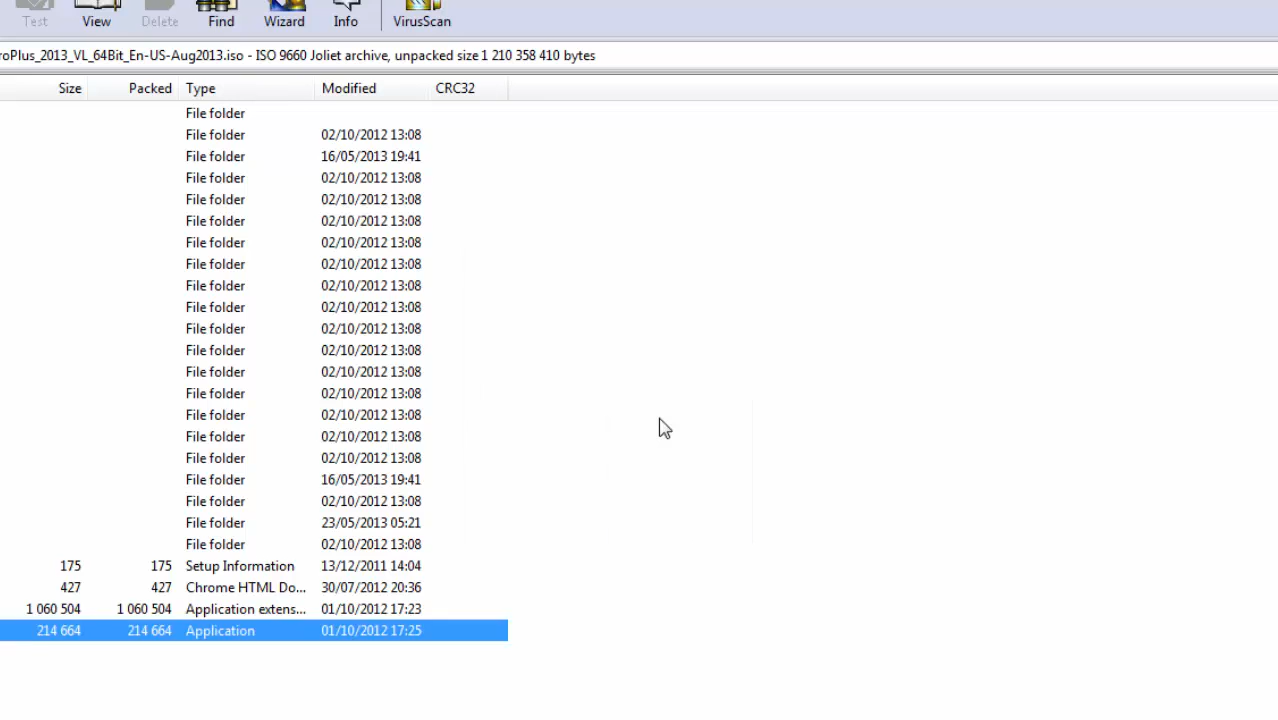 Test View Delete Find Wizard Info VirusScan
roPlus_2013_VL_64Bit_En-US-Aug2013.iso - ISO 9660 Joliet archive, unpacked size 1 210 358 410 bytes
Size Packed Type Modified CRC32
File folder
File folder 02/10/2012 13:08
File folder 16/05/2013 19:41
File folder 02/10/2012 13:08
File folder 02/10/2012 13:08
File folder 02/10/2012 13:08
File folder 02/10/2012 13:08
File folder 02/10/2012 13:08
File folder 02/10/2012 13:08
File folder 02/10/2012 13:08
File folder 02/10/2012 13:08
File folder 02/10/2012 13:08
File folder 02/10/2012 13:08
File folder 02/10/2012 13:08
File folder 02/10/2012 13:08
File folder 02/10/2012 13:08
File folder 02/10/2012 13:08
File folder 16/05/2013 19:41
File folder 02/10/2012 13:08
File folder 23/05/2013 05:21
File folder 02/10/2012 13:08
175 175 Setup Information 13/12/2011 14:04
427 427 Chrome HTML Do... 30/07/2012 20:36
1 060 504 1 060 504 Application extens... 01/10/2012 17:23
214 664 214 664 Application 01/10/2012 17:25